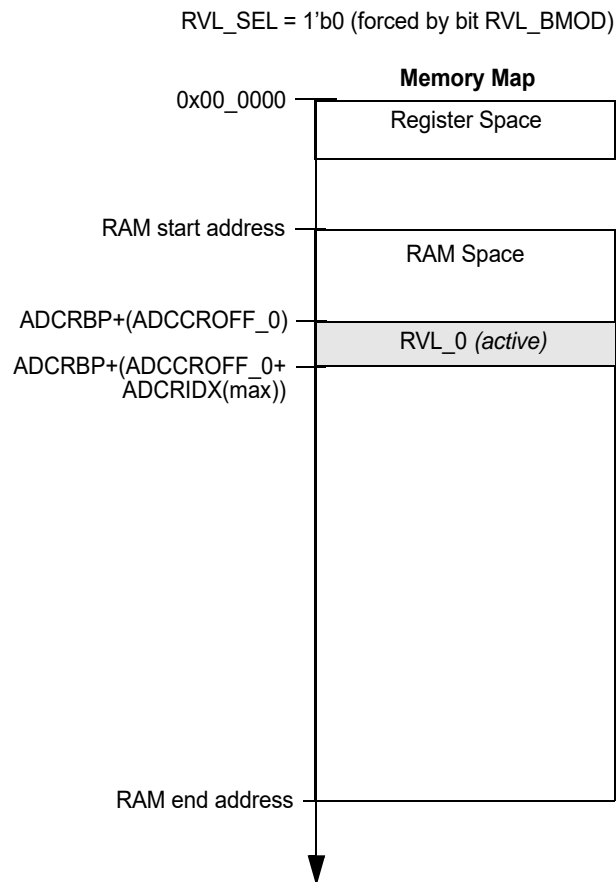 RVL_SEL = 1'b0 (forced by bit RVL_BMOD)
Memory Map
0x00_0000
Register Space
RAM start address
RAM Space
ADCRBP+(ADCCROFF_0)
RVL_0 (active)
ADCRBP+(ADCCROFF_0+
ADCRIDX(max))
RAM end address